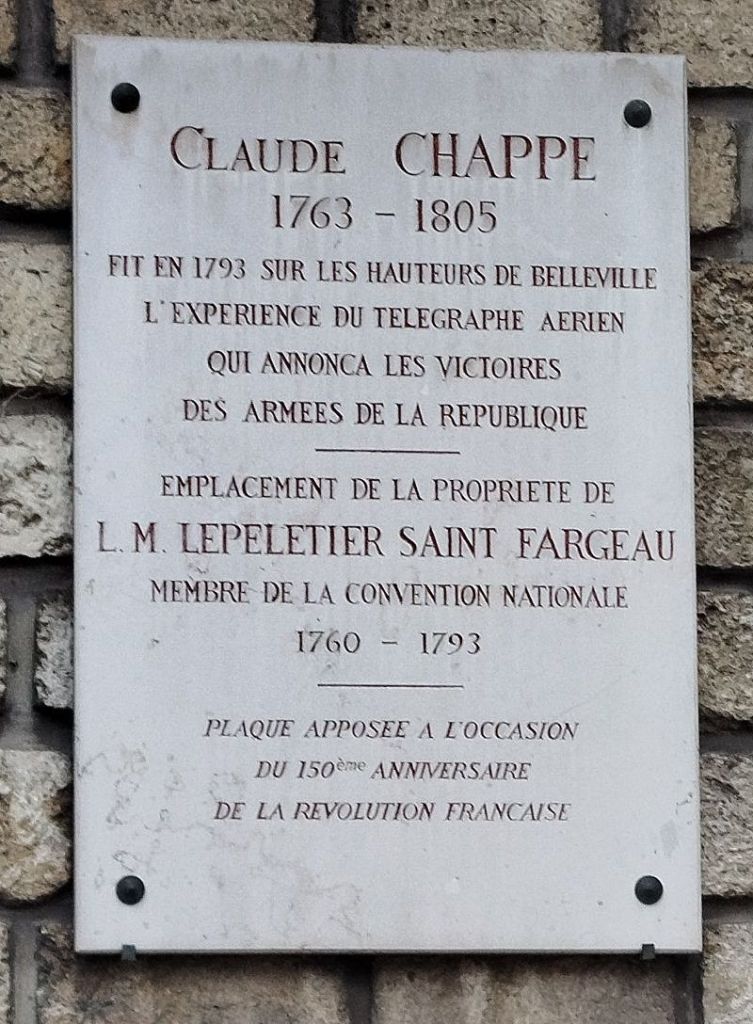 CLAUDE CHAPPE
1763 - 1805
FIT EN 1793 SUR LES HAUTEURS DE BELLEVILLE
L'EXPERIENCE DU TELEGRAPHE AERIEN
QUI ANNONCA LES VICTOIRES
DES ARMEES DE LA REPUBLIQUE
EMPLACEMENT DE LA PROPRIETE DE
L. M. LEPELETIER SAINT FARGEAU
MEMBRE DE LA CONVENTION NATIONALE
1760 - 1793
PLAQUE APPOSEE A L'OCCASION
DU 150ème ANNIVERSAIRE
DE LA REVOLUTION FRANCAISE